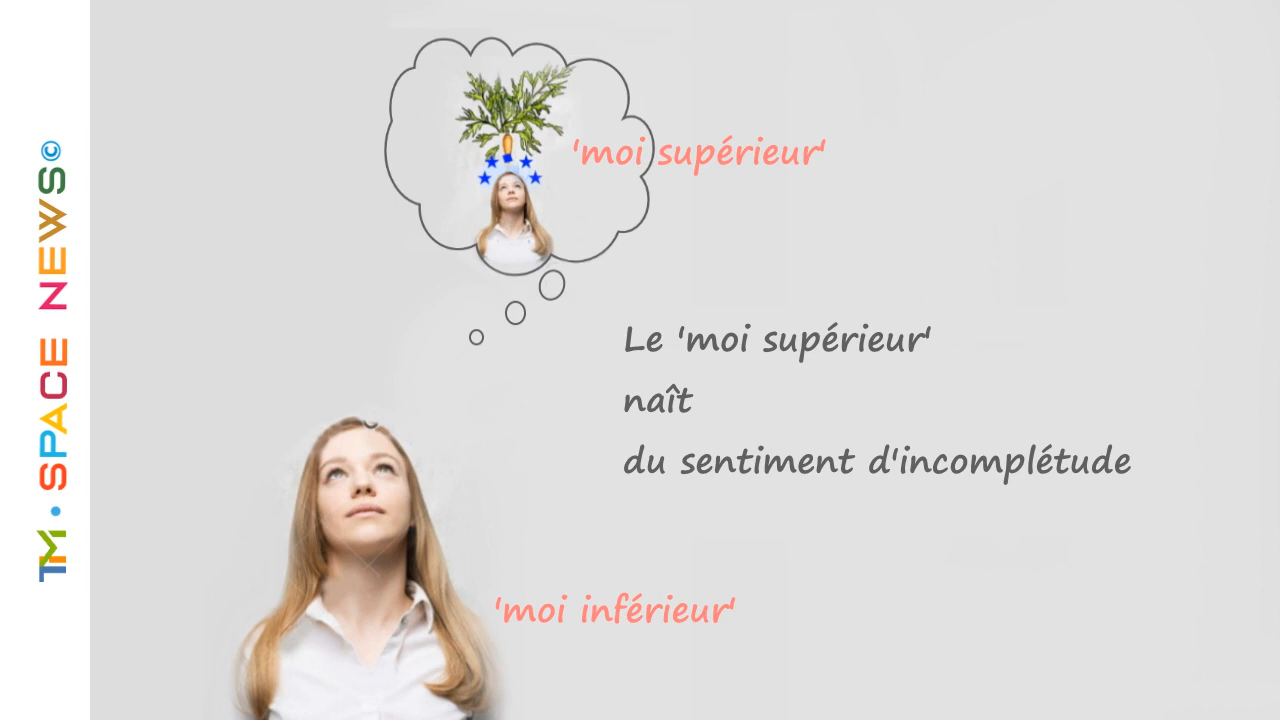 TM • SPACE NEWS©
'moi supérieur'
Le 'moi supérieur'
naît
du sentiment d'incomplétude
'moi inférieur'